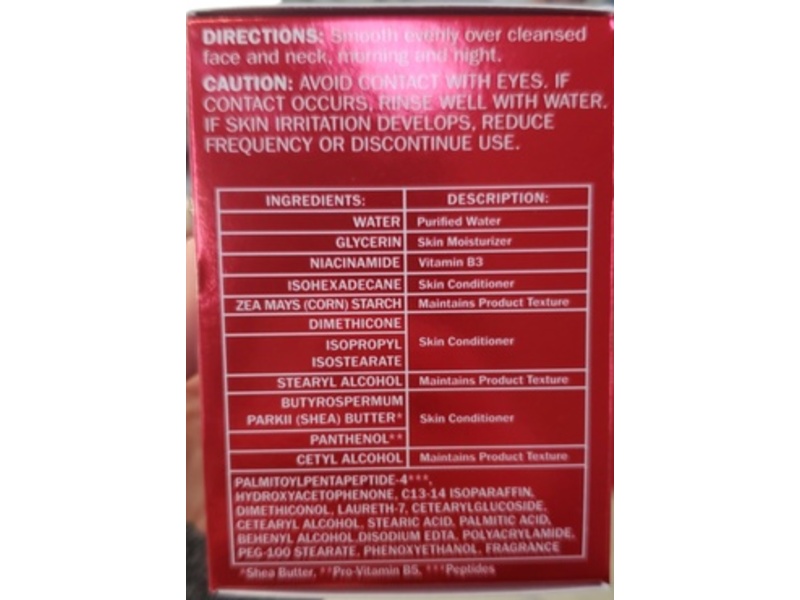 DIRECTIONS: Smooth evenly over cleansed
face and neck, morning and night.
CAUTION: AVOID CONTACT WITH EYES. IF
CONTACT OCCURS, RINSE WELL WITH WATER.
IF SKIN IRRITATION DEVELOPS, REDUCE
FREQUENCY OR DISCONTINUE USE.
INGREDIENTS: DESCRIPTION:
WATER Purified Water
GLYCERIN Skin Moisturizer
NIACINAMIDE Vitamin B3
ISOHEXADECANE Skin Conditioner
ZEA MAYS (CORN) STARCH Maintains Product Texture
DIMETHICONE
ISOPROPYL
ISOSTEARATE
Skin Conditioner
STEARYL ALCOHOL Maintains Product Texture
BUTYROSPERMUM
PARKII (SHEA) BUTTER*
PANTHENOL**
Skin Conditioner
CETYL ALCOHOL Maintains Product Texture
PALMITOYLPENTAPEPTIDE-4***,
HYDROXYACETOPHENONE, C13-14 ISOPARAFFIN,
DIMETHICONOL, LAURETH-7, CETEARYLGLUCOSIDE,
CETEARYL ALCOHOL, STEARIC ACID, PALMITIC ACID,
BEHENYL ALCOHOL,DISODIUM EDTA, POLYACRYLAMIDE,
PEG-100 STEARATE, PHENOXYETHANOL, FRAGRANCE
*Shea Butter, **Pro-Vitamin B5, ***Peptides